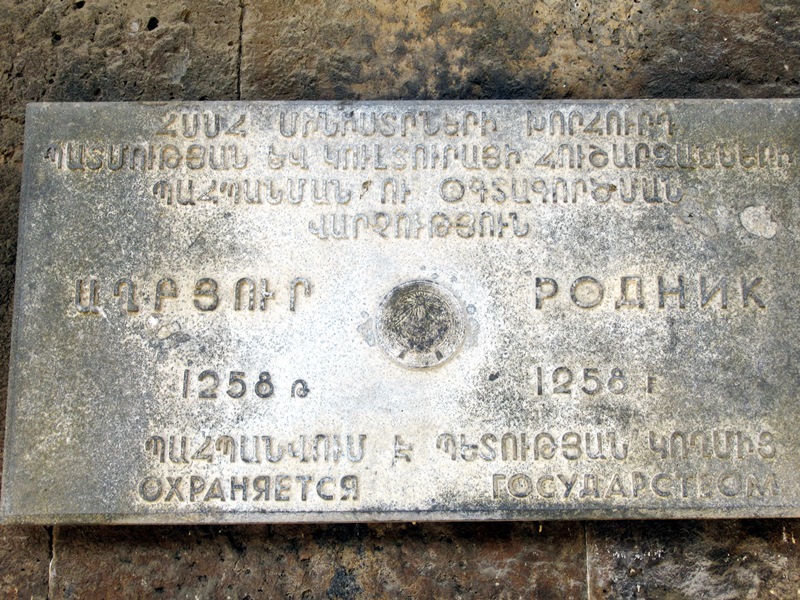 ՀՍՍՀ ՄԻՆԻՍՏՐՆԵՐԻ ԽՈՐՀՈՒՐԴ
ՊԱՏՄՈՒԹՅԱՆ ԵՎ ԿՈՒԼՏՈՒՐԱՅԻ ՀՈՒՇԱՐՁԱՆՆԵՐԻ
ՊԱՀՊԱՆՄԱՆ ՈՒ ՕԳՏԱԳՈՐԾՄԱՆ
ՎԱՐՉՈՒԹՅՈՒՆ
ԱՂԲՅՈՒՐ РОДНИК
1258 թ 1258 г
ՊԱՀՊԱՆՎՈՒՄ Է ՊԵՏՈՒԹՅԱՆ ԿՈՂՄԻՑ
ОХРАНЯЕТСЯ ГОСУДАРСТВОМ